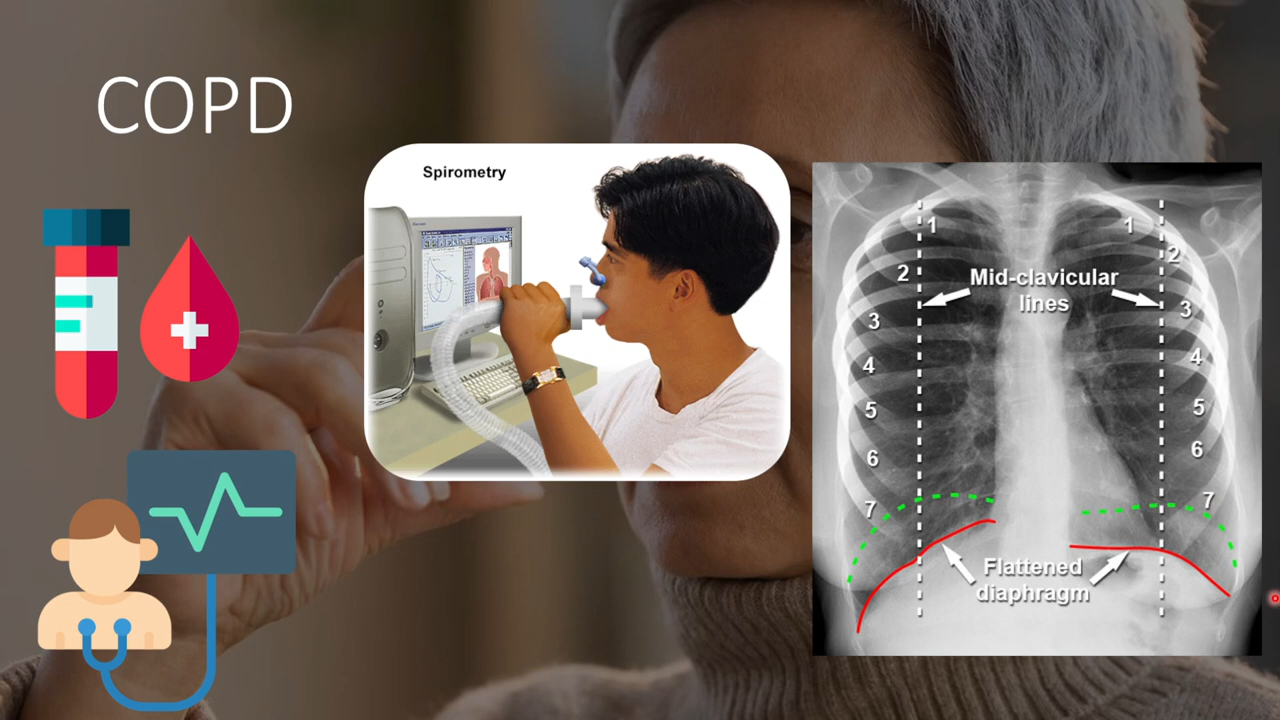 COPD
Spirometry
1
1
2
2
Mid-clavicular
lines
3
3
4
4
5
5
6
6
7
7
Flattened
diaphragm